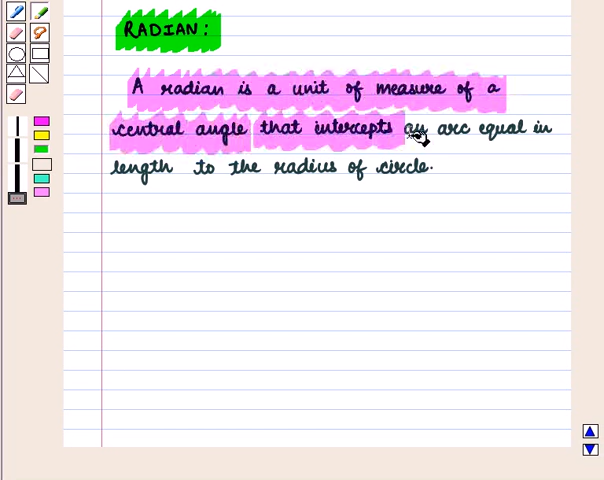 RADIAN:
A radian is a unit of measure of a
central angle that intercepts an arc equal in
length to the radius of circle.